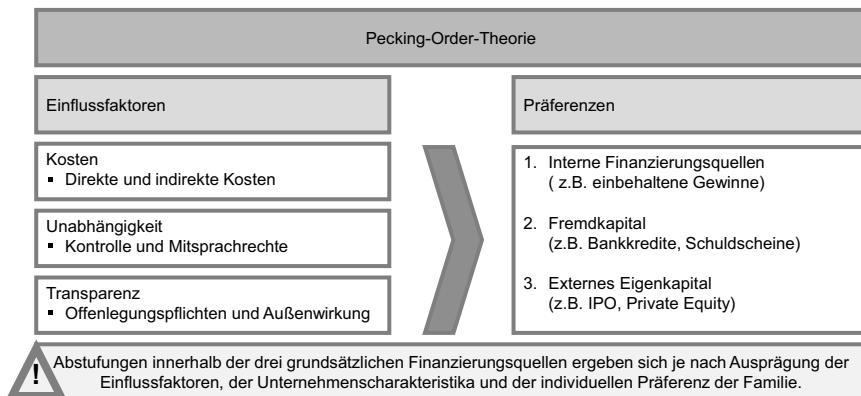 Pecking-Order-Theorie
Einflussfaktoren
Kosten
▪ Direkte und indirekte Kosten
Unabhängigkeit
▪ Kontrolle und Mitsprachrechte
Transparenz
▪ Offenlegungspflichten und Außenwirkung
Präferenzen
1. Interne Finanzierungsquellen
( z.B. einbehaltene Gewinne)
2. Fremdkapital
(z.B. Bankkredite, Schuldscheine)
3. Externes Eigenkapital
(z.B. IPO, Private Equity)
! Abstufungen innerhalb der drei grundsätzlichen Finanzierungsquellen ergeben sich je nach Ausprägung der
Einflussfaktoren, der Unternehmenscharakteristika und der individuellen Präferenz der Familie.